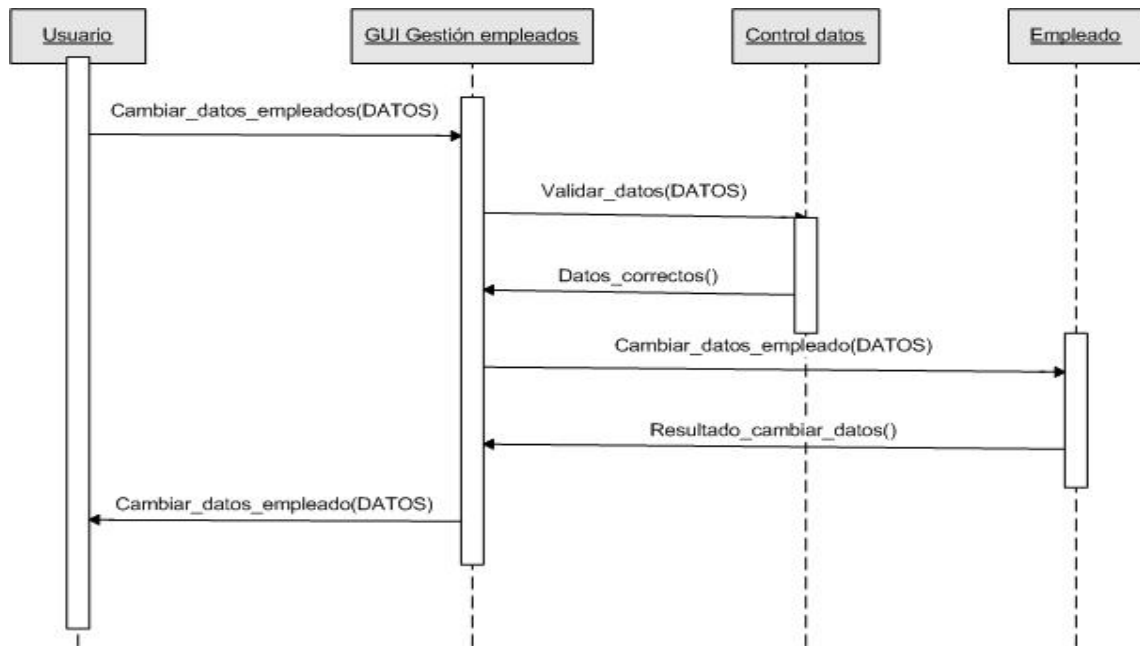 Usuario
GUI Gestión empleados
Control datos
Empleado
Cambiar_datos_empleados(DATOS)
Validar_datos(DATOS)
Datos_correctos()
Cambiar_datos_empleado(DATOS)
Resultado_cambiar_datos()
Cambiar_datos_empleado(DATOS)